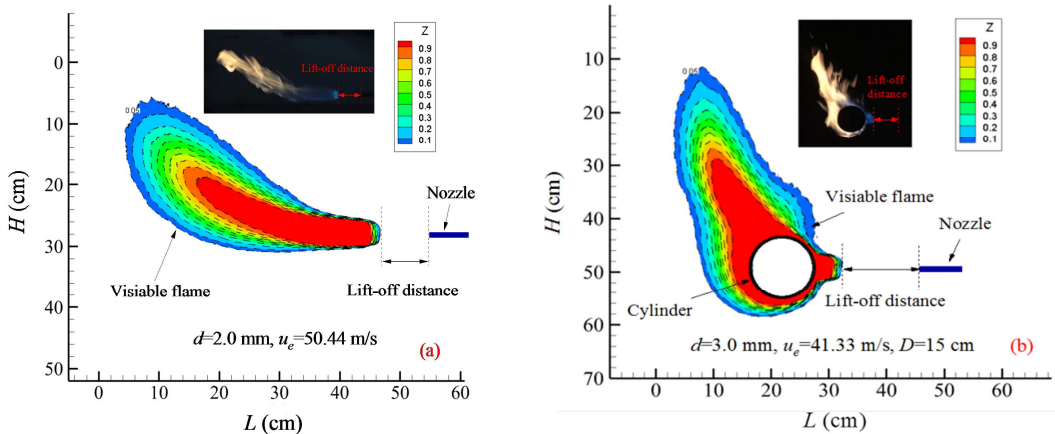 Z
0.9
0.8
0.7
0.6
0.5
0.4
0.3
0.2
0.1
Lift-off distance
0.05
Nozzle
Visiable flame
Lift-off distance
d=2.0 mm, u_e=50.44 m/s
(a)
H (cm)
0
10
20
30
40
50
0 10 20 30 40 50 60
L (cm)
Z
0.9
0.8
0.7
0.6
0.5
0.4
0.3
0.2
0.1
Lift-off
distance
0.05
Visiable flame
Nozzle
Cylinder
Lift-off distance
d=3.0 mm, u_e=41.33 m/s, D=15 cm
(b)
H (cm)
10
20
30
40
50
60
70
0 10 20 30 40 50 60
L (cm)